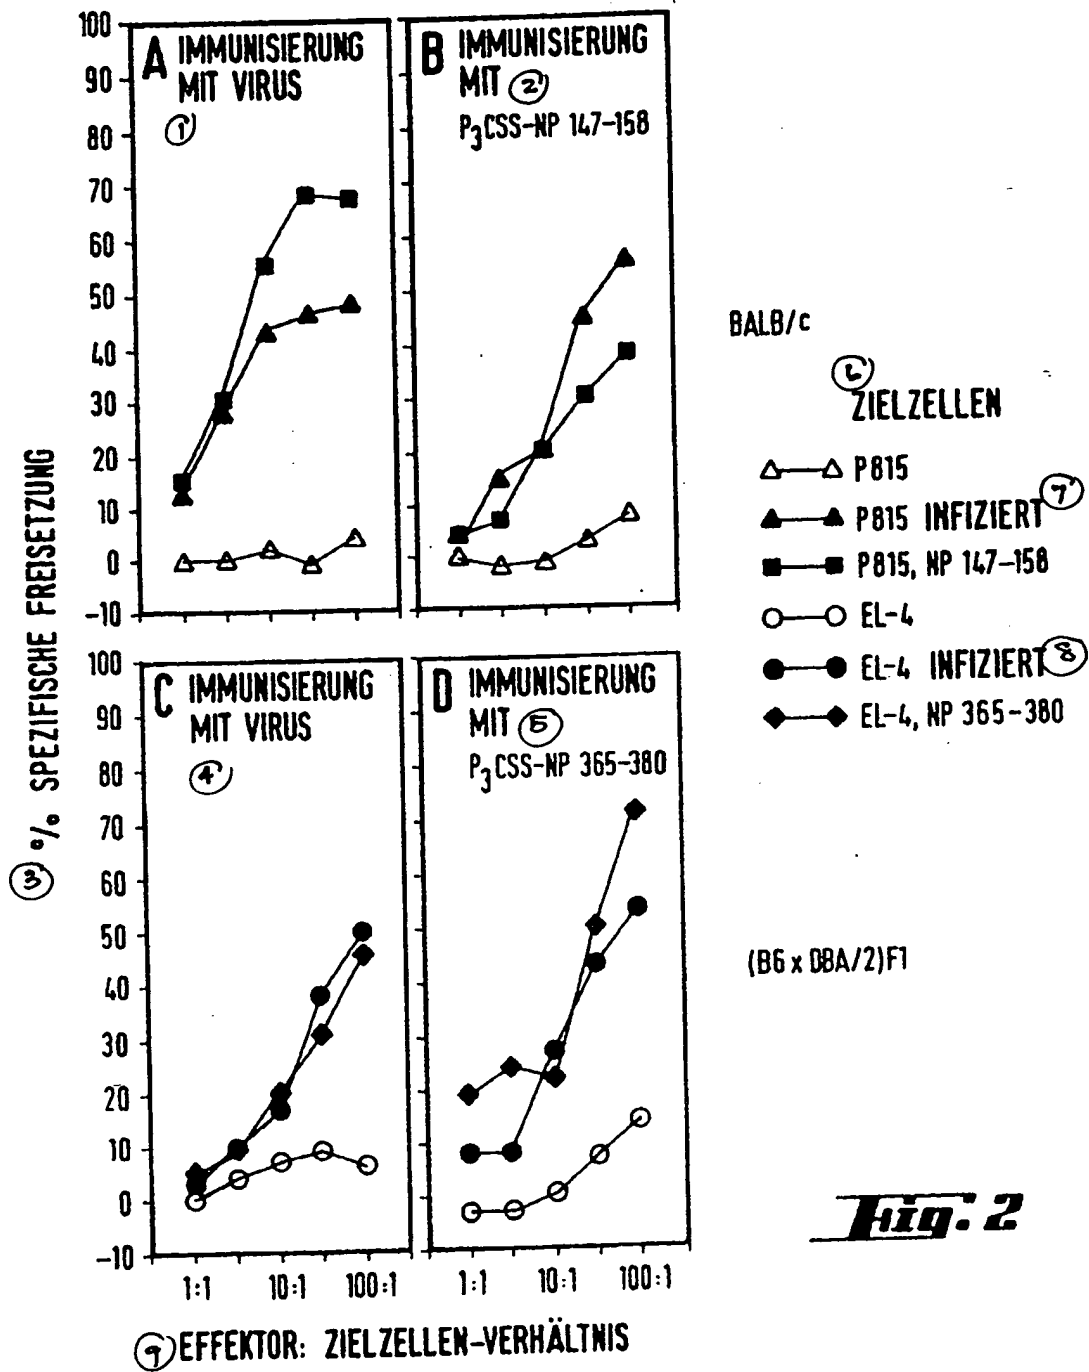 100
90
80
70
60
50
40
30
20
10
0
-10
A IMMUNISIERUNG
MIT VIRUS
1
B IMMUNISIERUNG
MIT 2
P3CSS-NP 147-158
BALB/c
6
ZIELZELLEN
P815
P815 INFIZIERT 7
P815, NP 147-158
EL-4
EL-4 INFIZIERT 8
EL-4, NP 365-380
3 % SPEZIFISCHE FREISETZUNG
100
90
80
70
60
50
40
30
20
10
0
-10
C IMMUNISIERUNG
MIT VIRUS
4
D IMMUNISIERUNG
MIT 5
P3CSS-NP 365-380
(B6 x DBA/2)F1
1:1 10:1 100:1
1:1 10:1 100:1
9 EFFEKTOR: ZIELZELLEN-VERHÄLTNIS
Fig. 2